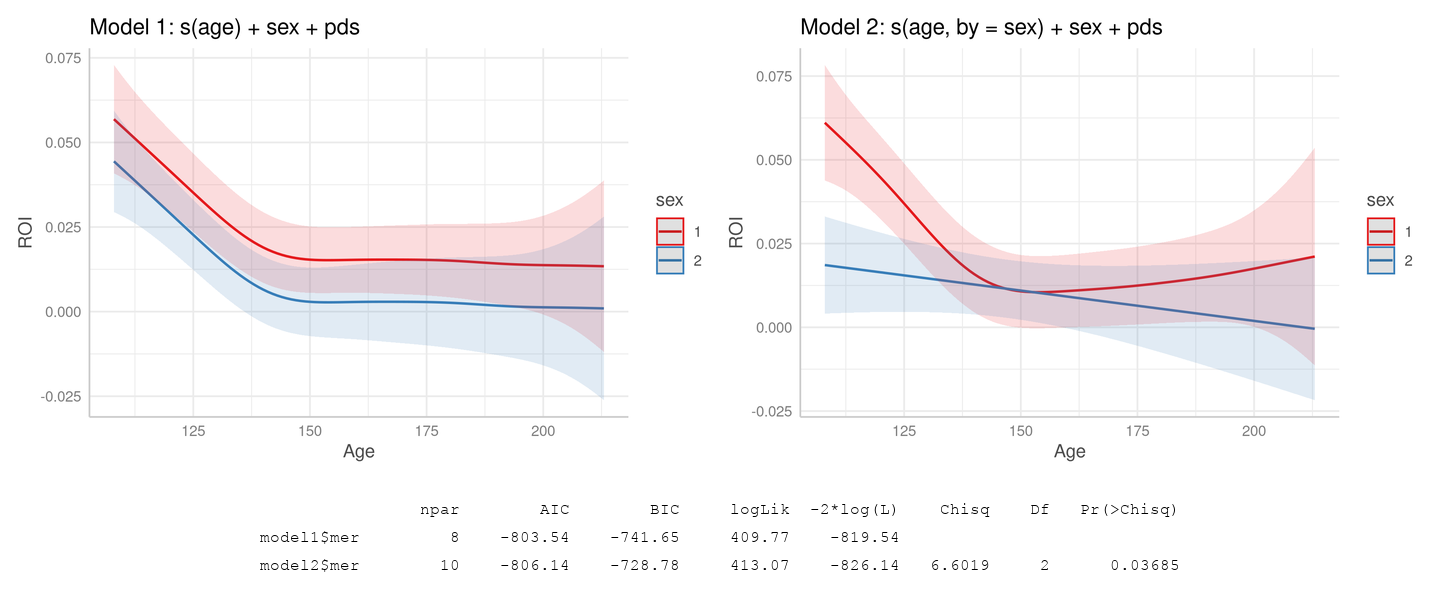 Model 1: s(age) + sex + pds
0.075
0.050
0.025
0.000
-0.025
ROI
125 150 175 200
Age
sex
1
2
Model 2: s(age, by = sex) + sex + pds
0.075
0.050
0.025
0.000
-0.025
ROI
125 150 175 200
Age
sex
1
2
npar AIC BIC logLik -2*log(L) Chisq Df Pr(>Chisq)
model1$mer 8 -803.54 -741.65 409.77 -819.54
model2$mer 10 -806.14 -728.78 413.07 -826.14 6.6019 2 0.03685